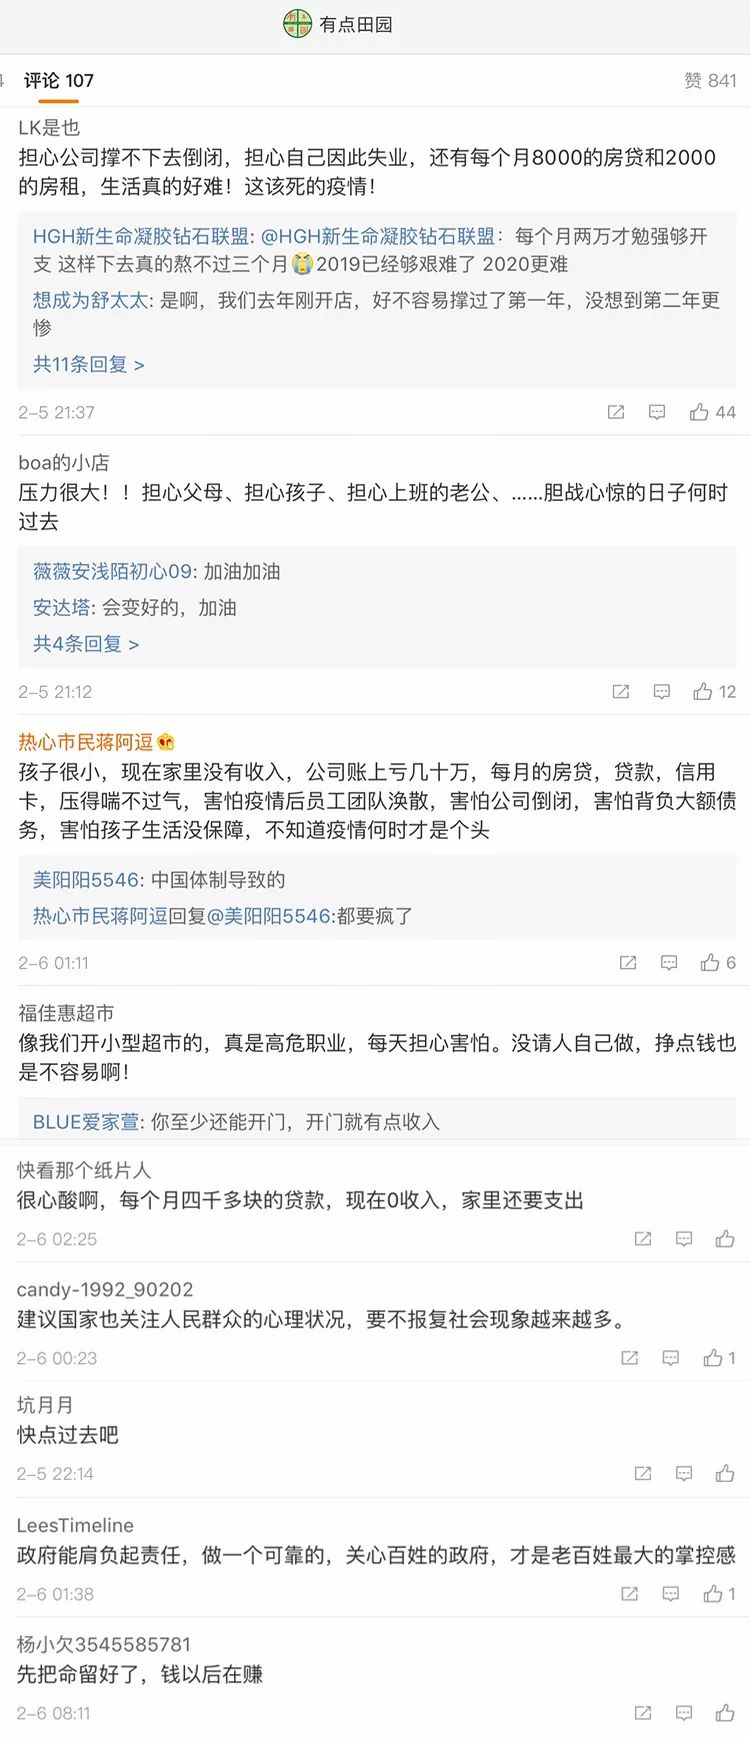 有点田园
4 评论 107 赞 841
LK是也
担心公司撑不下去倒闭，担心自己因此失业，还有每个月8000的房贷和2000
的房租，生活真的好难！这该死的疫情！
HGH新生命凝胶钻石联盟: @HGH新生命凝胶钻石联盟：每个月两万才勉强够开
支 这样下去真的熬不过三个月😭2019已经够艰难了 2020更难
想成为舒太太: 是啊，我们去年刚开店，好不容易撑过了第一年，没想到第二年更
惨
共11条回复 >
2-5 21:37 44
boa的小店
压力很大！！担心父母、担心孩子、担心上班的老公、......胆战心惊的日子何时
过去
薇薇安浅陌初心09: 加油加油
安达塔: 会变好的，加油
共4条回复 >
2-5 21:12 12
热心市民蒋阿逗
孩子很小，现在家里没有收入，公司账上亏几十万，每月的房贷，贷款，信用
卡，压得喘不过气，害怕疫情后员工团队涣散，害怕公司倒闭，害怕背负大额债
务，害怕孩子生活没保障，不知道疫情何时才是个头
美阳阳5546: 中国体制导致的
热心市民蒋阿逗回复@美阳阳5546:都要疯了
2-6 01:11 6
福佳惠超市
像我们开小型超市的，真是高危职业，每天担心害怕。没请人自己做，挣点钱也
是不容易啊！
BLUE爱家萱: 你至少还能开门，开门就有点收入
快看那个纸片人
很心酸啊，每个月四千多块的贷款，现在0收入，家里还要支出
2-6 02:25
candy-1992_90202
建议国家也关注人民群众的心理状况，要不报复社会现象越来越多。
2-6 00:23 1
坑月月
快点过去吧
2-5 22:14
LeesTimeline
政府能肩负起责任，做一个可靠的，关心百姓的政府，才是老百姓最大的掌控感
2-6 01:38 1
杨小欠3545585781
先把命留好了，钱以后在赚
2-6 08:11